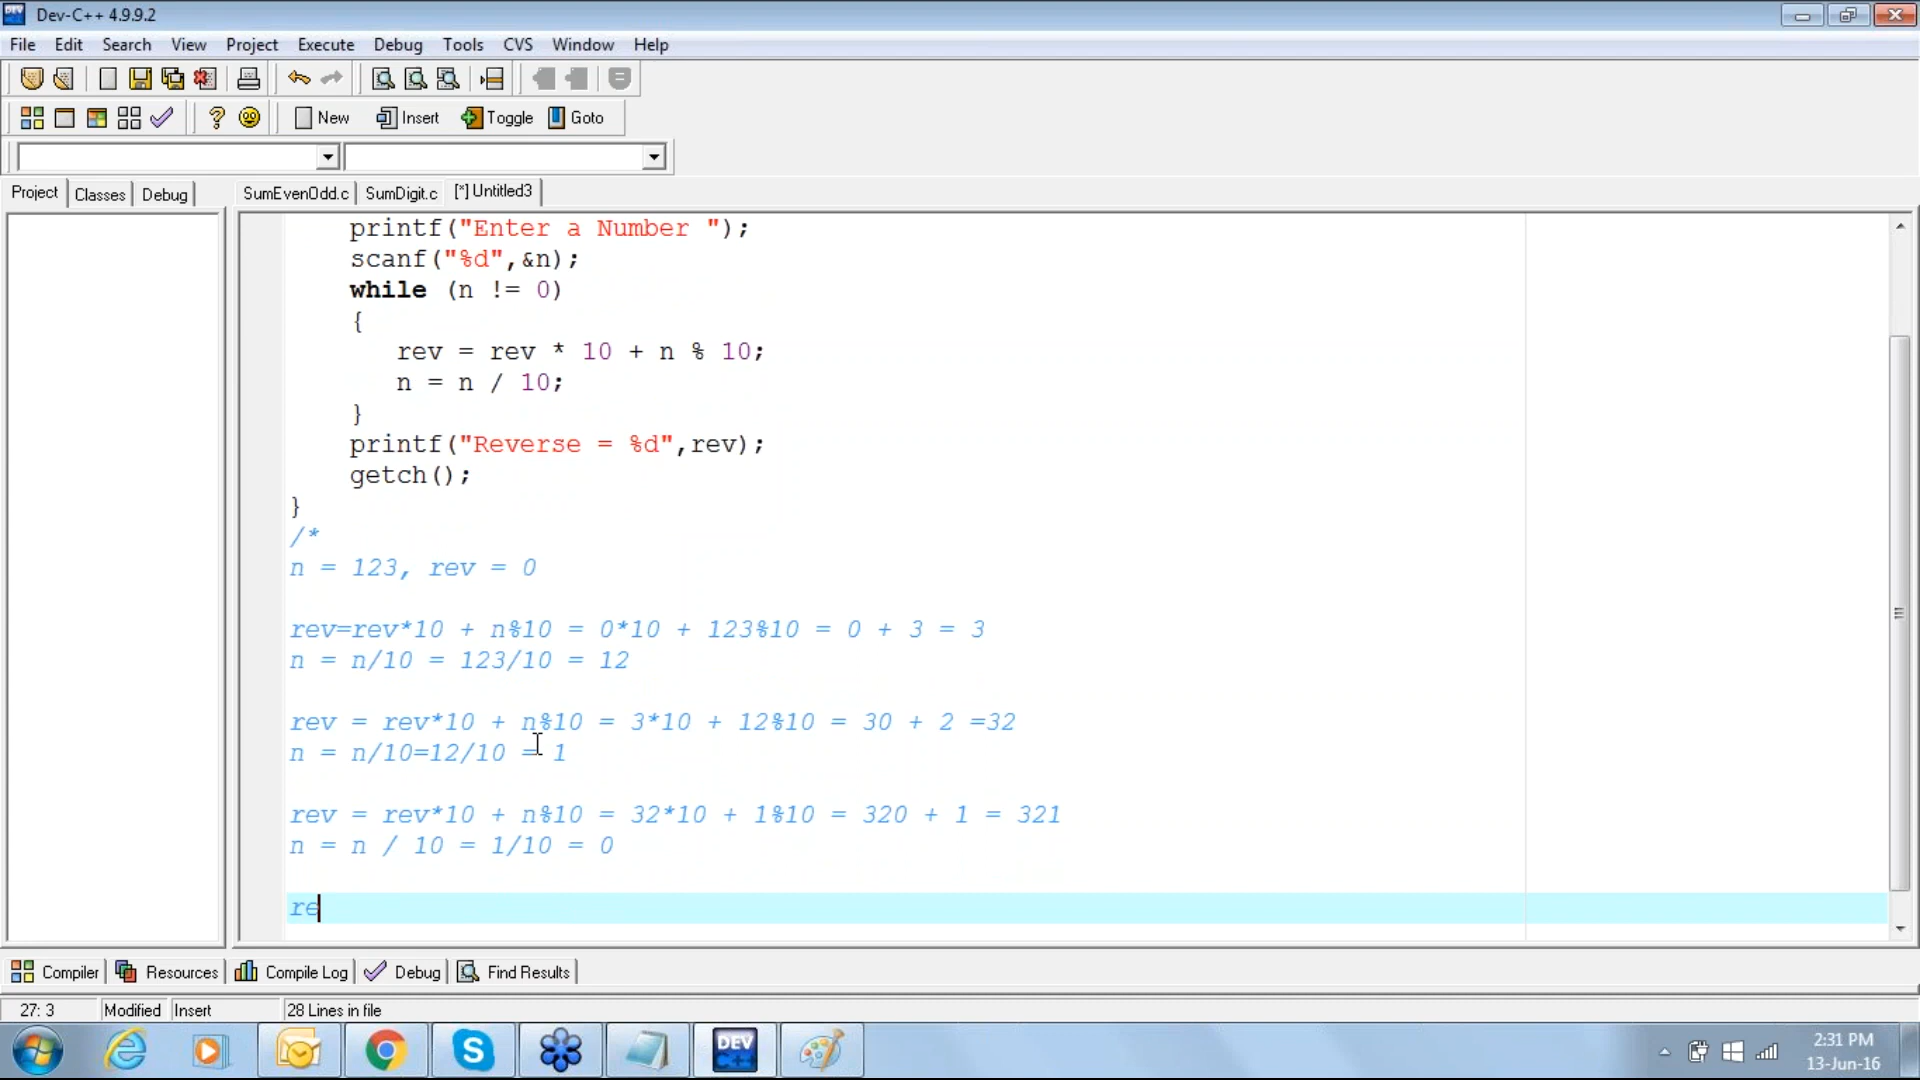 Dev-C++ 4.9.9.2
File Edit Search View Project Execute Debug Tools CVS Window Help
New Insert Toggle Goto
Project Classes Debug SumEvenOdd.c SumDigit.c [*] Untitled3
printf("Enter a Number ");
scanf("%d",&n);
while (n != 0)
{
rev = rev * 10 + n % 10;
n = n / 10;
}
printf("Reverse = %d",rev);
getch();
}
/*
n = 123, rev = 0
rev=rev*10 + n%10 = 0*10 + 123%10 = 0 + 3 = 3
n = n/10 = 123/10 = 12
rev = rev*10 + n%10 = 3*10 + 12%10 = 30 + 2 =32
n = n/10=12/10 = 1
rev = rev*10 + n%10 = 32*10 + 1%10 = 320 + 1 = 321
n = n / 10 = 1/10 = 0
re
Compiler Resources Compile Log Debug Find Results
27: 3 Modified Insert 28 Lines in file
DEV C++
2:31 PM
13-Jun-16